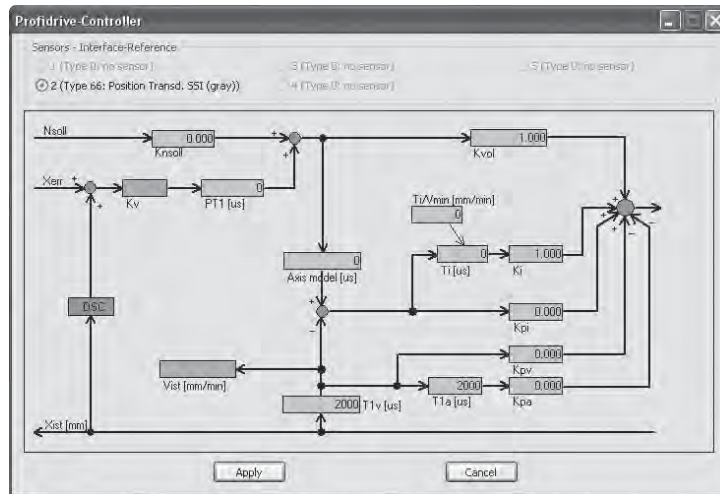 Profidrive-Controller
Sensors - Interface-Reference
1 (Type 0: no sensor)
3 (Type 0: no sensor)
5 (Type 0: no sensor)
2 (Type 66: Position Transd. SSI (gray))
4 (Type 0: no sensor)
Nsoll
0.000
Knsoll
+
+
1.000
Kvol
Xerr
+
+
Kv
0
PT1 [us]
Ti/Vmin [mm/min]
0
0
Axis model [us]
0
Ti [us]
1.000
Ki
+
+
+
-
-
DSC
+
-
0.000
Kpi
Vist [mm/min]
0.000
Kpv
2000
T1v [us]
2000
T1a [us]
0.000
Kpa
Xist [mm]
Apply
Cancel